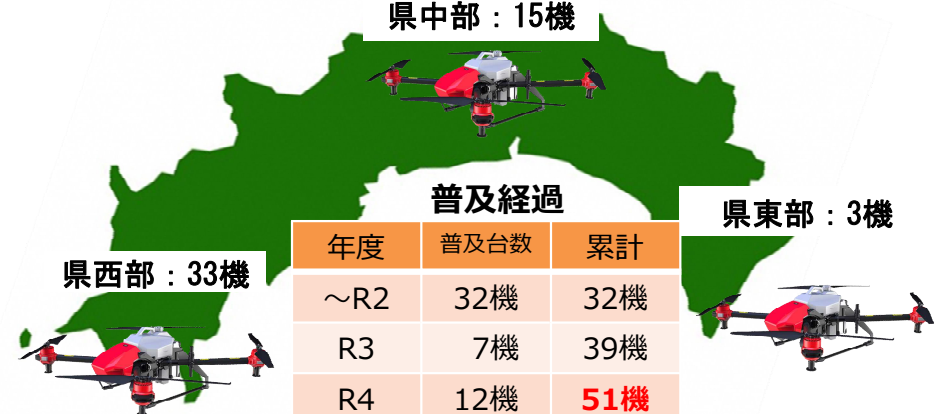 県中部：15機
県東部：3機
県西部：33機
普及経過
年度 普及台数 累計
～R2 32機 32機
R3 7機 39機
R4 12機 51機